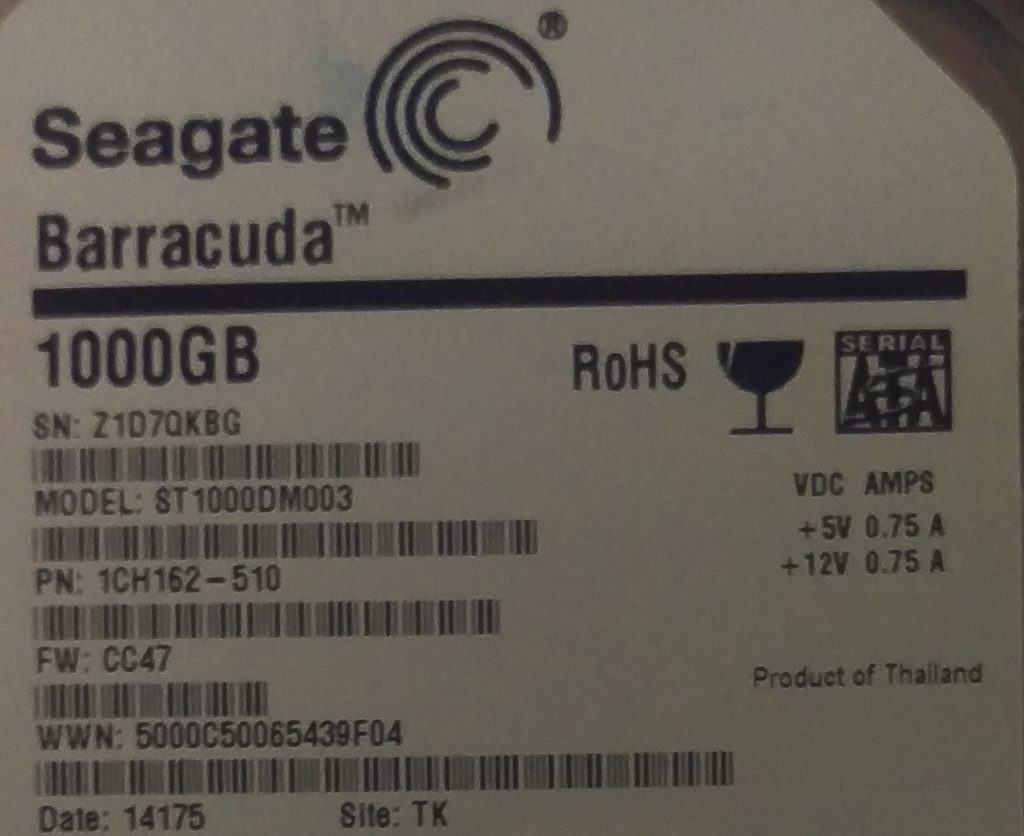 Seagate®
Barracuda™
1000GB
RoHS
SERIAL
ATA
SN: Z1D7QKBG
MODEL: ST1000DM003
VDC AMPS
+5V 0.75 A
+12V 0.75 A
PN: 1CH162-510
FW: CC47
Product of Thailand
WWN: 5000C50065439F04
Date: 14175 Site: TK